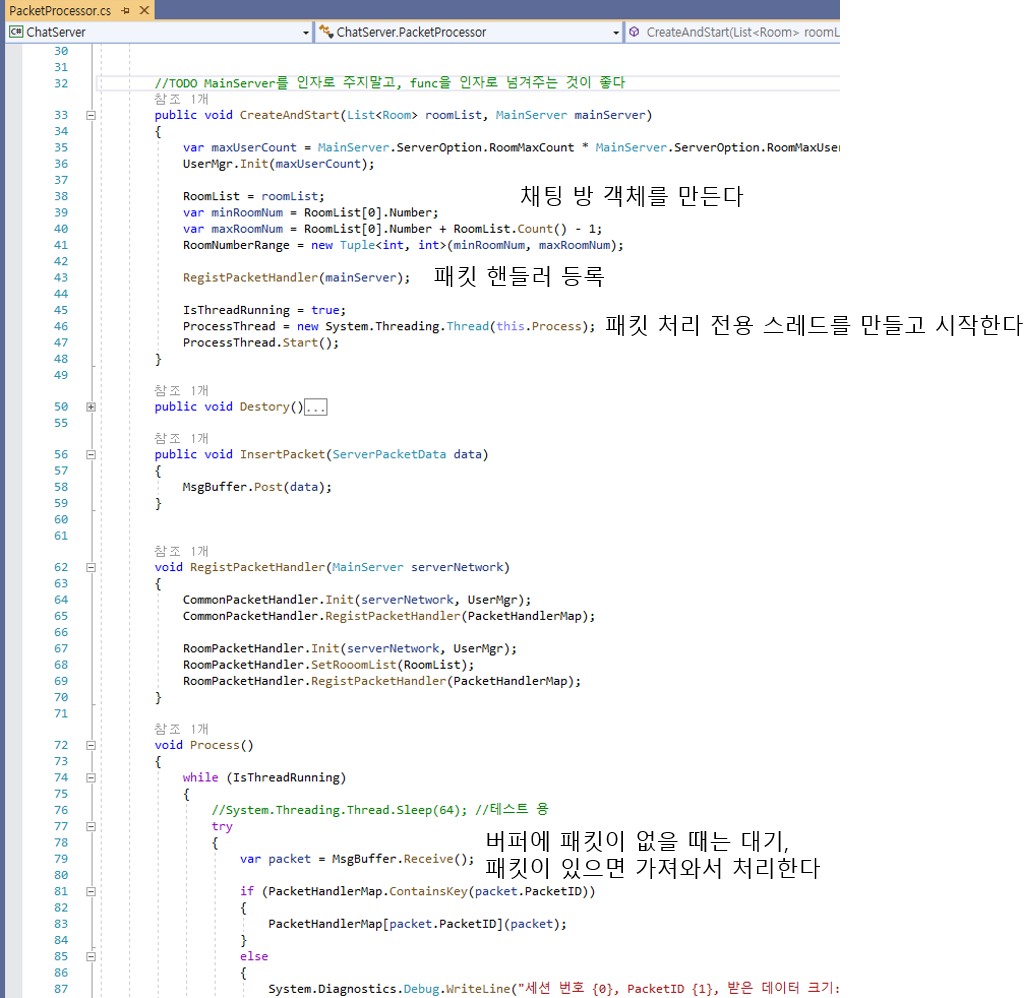 PacketProcessor.cs
ChatServer
ChatServer.PacketProcessor
CreateAndStart(List<Room> roomL
30
31
32 //TODO MainServer를 인자로 주지말고, func을 인자로 넘겨주는 것이 좋다
참조 1개
33 public void CreateAndStart(List<Room> roomList, MainServer mainServer)
34 {
35 var maxUserCount = MainServer.ServerOption.RoomMaxCount * MainServer.ServerOption.RoomMaxUser
36 UserMgr.Init(maxUserCount);
37
38 RoomList = roomList; 채팅 방 객체를 만든다
39 var minRoomNum = RoomList[0].Number;
40 var maxRoomNum = RoomList[0].Number + RoomList.Count() - 1;
41 RoomNumberRange = new Tuple<int, int>(minRoomNum, maxRoomNum);
42
43 RegistPacketHandler(mainServer); 패킷 핸들러 등록
44
45 IsThreadRunning = true;
46 ProcessThread = new System.Threading.Thread(this.Process); 패킷 처리 전용 스레드를 만들고 시작한다
47 ProcessThread.Start();
48 }
49
참조 1개
50 public void Destory()...
55
참조 1개
56 public void InsertPacket(ServerPacketData data)
57 {
58 MsgBuffer.Post(data);
59 }
60
61
참조 1개
62 void RegistPacketHandler(MainServer serverNetwork)
63 {
64 CommonPacketHandler.Init(serverNetwork, UserMgr);
65 CommonPacketHandler.RegistPacketHandler(PacketHandlerMap);
66
67 RoomPacketHandler.Init(serverNetwork, UserMgr);
68 RoomPacketHandler.SetRooomList(RoomList);
69 RoomPacketHandler.RegistPacketHandler(PacketHandlerMap);
70 }
71
참조 1개
72 void Process()
73 {
74 while (IsThreadRunning)
75 {
76 //System.Threading.Thread.Sleep(64); //테스트 용
77 try
78 { 버퍼에 패킷이 없을 때는 대기,
79 var packet = MsgBuffer.Receive(); 패킷이 있으면 가져와서 처리한다
80
81 if (PacketHandlerMap.ContainsKey(packet.PacketID))
82 {
83 PacketHandlerMap[packet.PacketID](packet);
84 }
85 else
86 {
87 System.Diagnostics.Debug.WriteLine("세션 번호 {0}, PacketID {1}, 받은 데이터 크기: